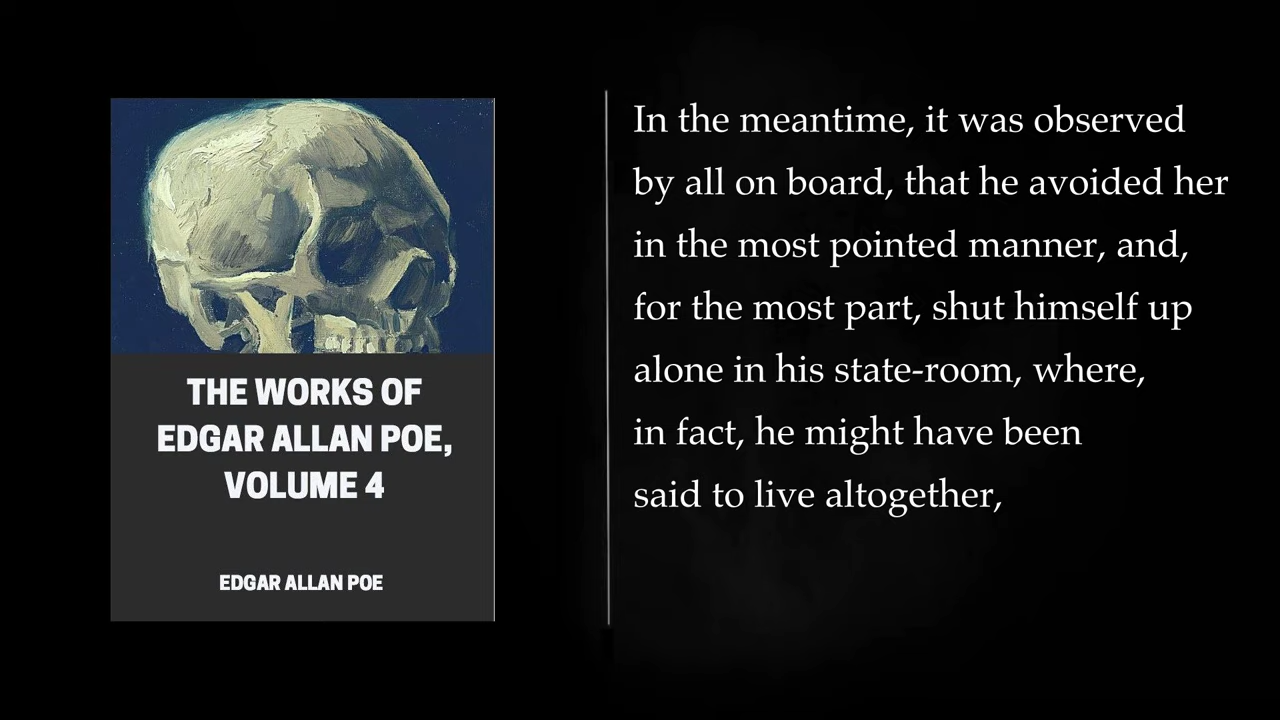 THE WORKS OF
EDGAR ALLAN POE,
VOLUME 4
EDGAR ALLAN POE
In the meantime, it was observed
by all on board, that he avoided her
in the most pointed manner, and,
for the most part, shut himself up
alone in his state-room, where,
in fact, he might have been
said to live altogether,